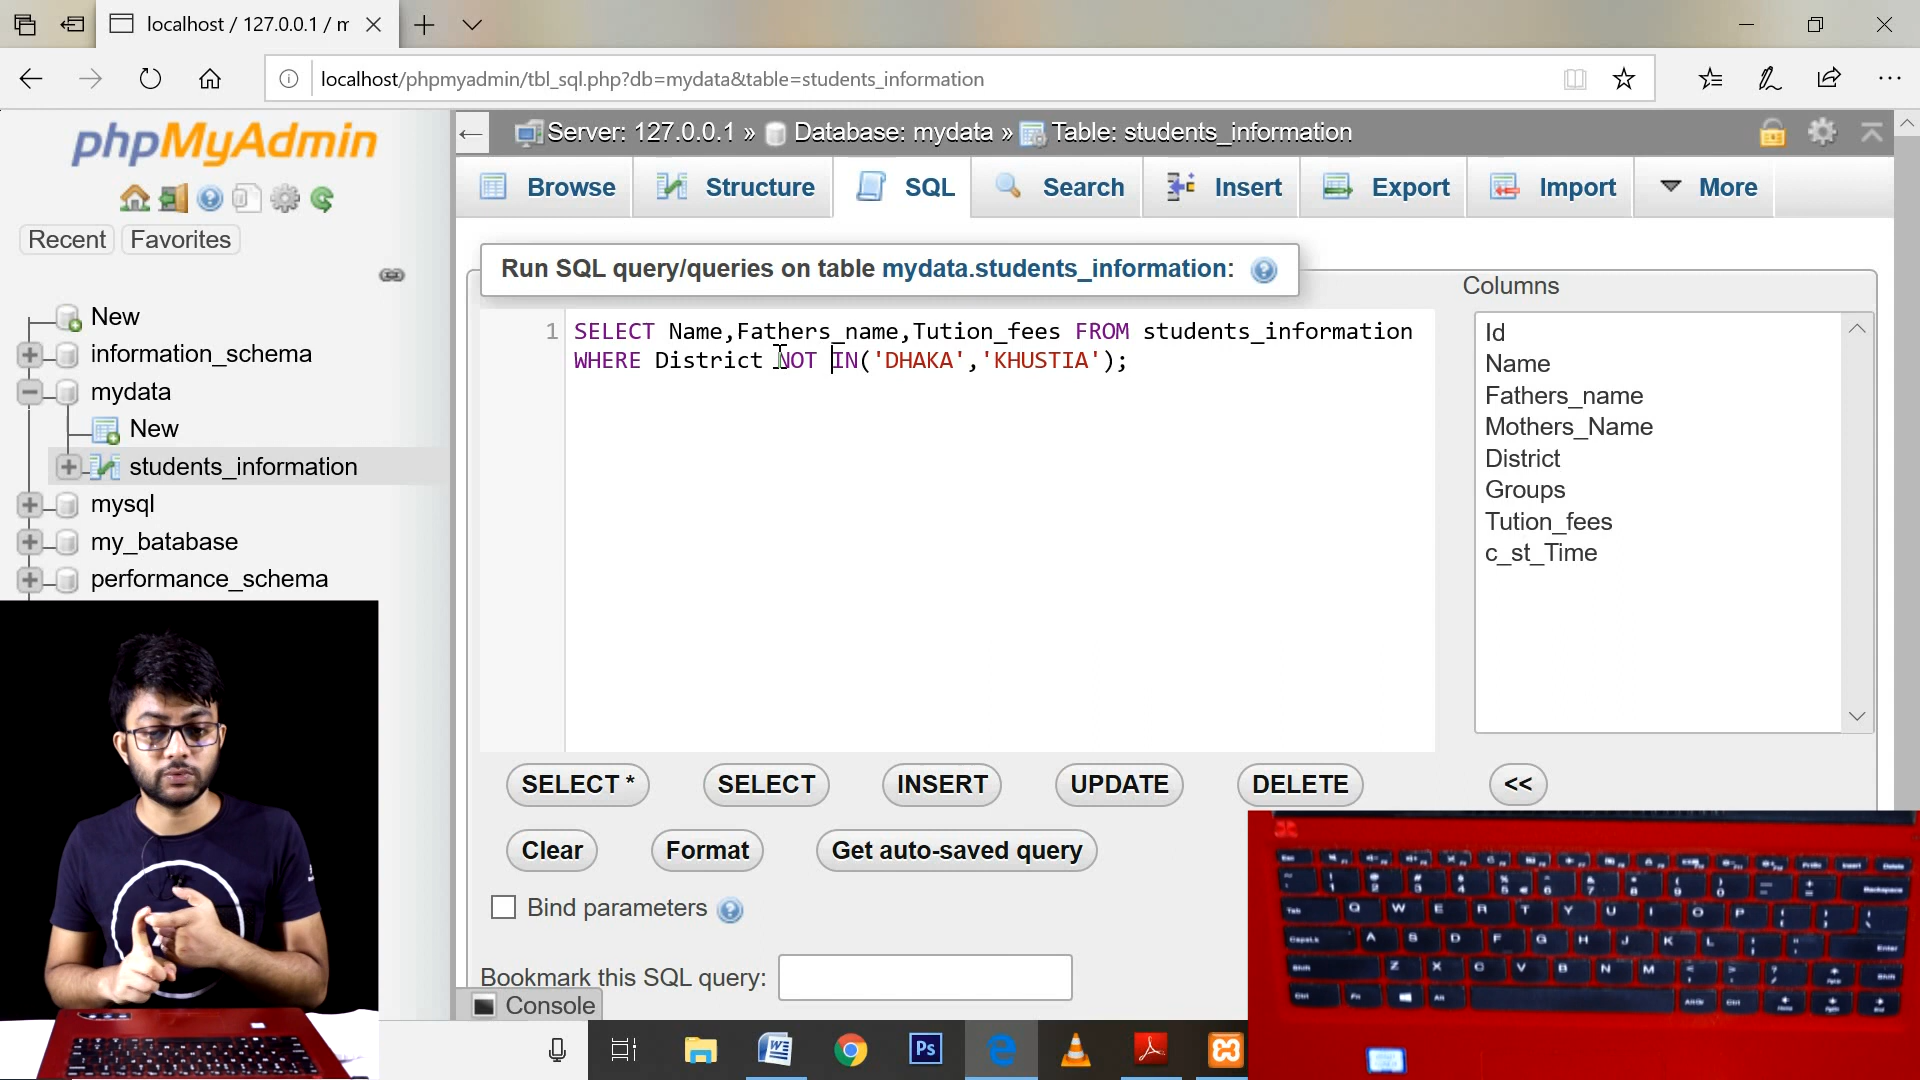 localhost / 127.0.0.1 / m
localhost/phpmyadmin/tbl_sql.php?db=mydata&table=students_information
phpMyAdmin
Recent
Favorites
New
information_schema
mydata
New
students_information
mysql
my_batabase
performance_schema
Server: 127.0.0.1 » Database: mydata » Table: students_information
Browse
Structure
SQL
Search
Insert
Export
Import
More
Run SQL query/queries on table mydata.students_information:
1 SELECT Name,Fathers_name,Tution_fees FROM students_information
WHERE District NOT IN('DHAKA','KHUSTIA');
Columns
Id
Name
Fathers_name
Mothers_Name
District
Groups
Tution_fees
c_st_Time
SELECT *
SELECT
INSERT
UPDATE
DELETE
<<
Clear
Format
Get auto-saved query
Bind parameters
Bookmark this SQL query:
Console
Ps
Q W E R T Y U I O P
A S D F G H J K L
Z X C V B N M